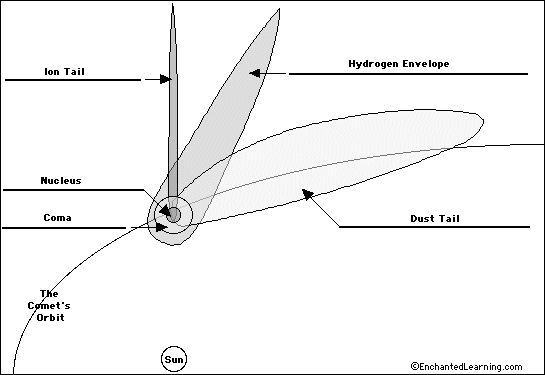 Ion Tail
Hydrogen Envelope
Nucleus
Coma
Dust Tail
The
Comet's
Orbit
Sun
©EnchantedLearning.com